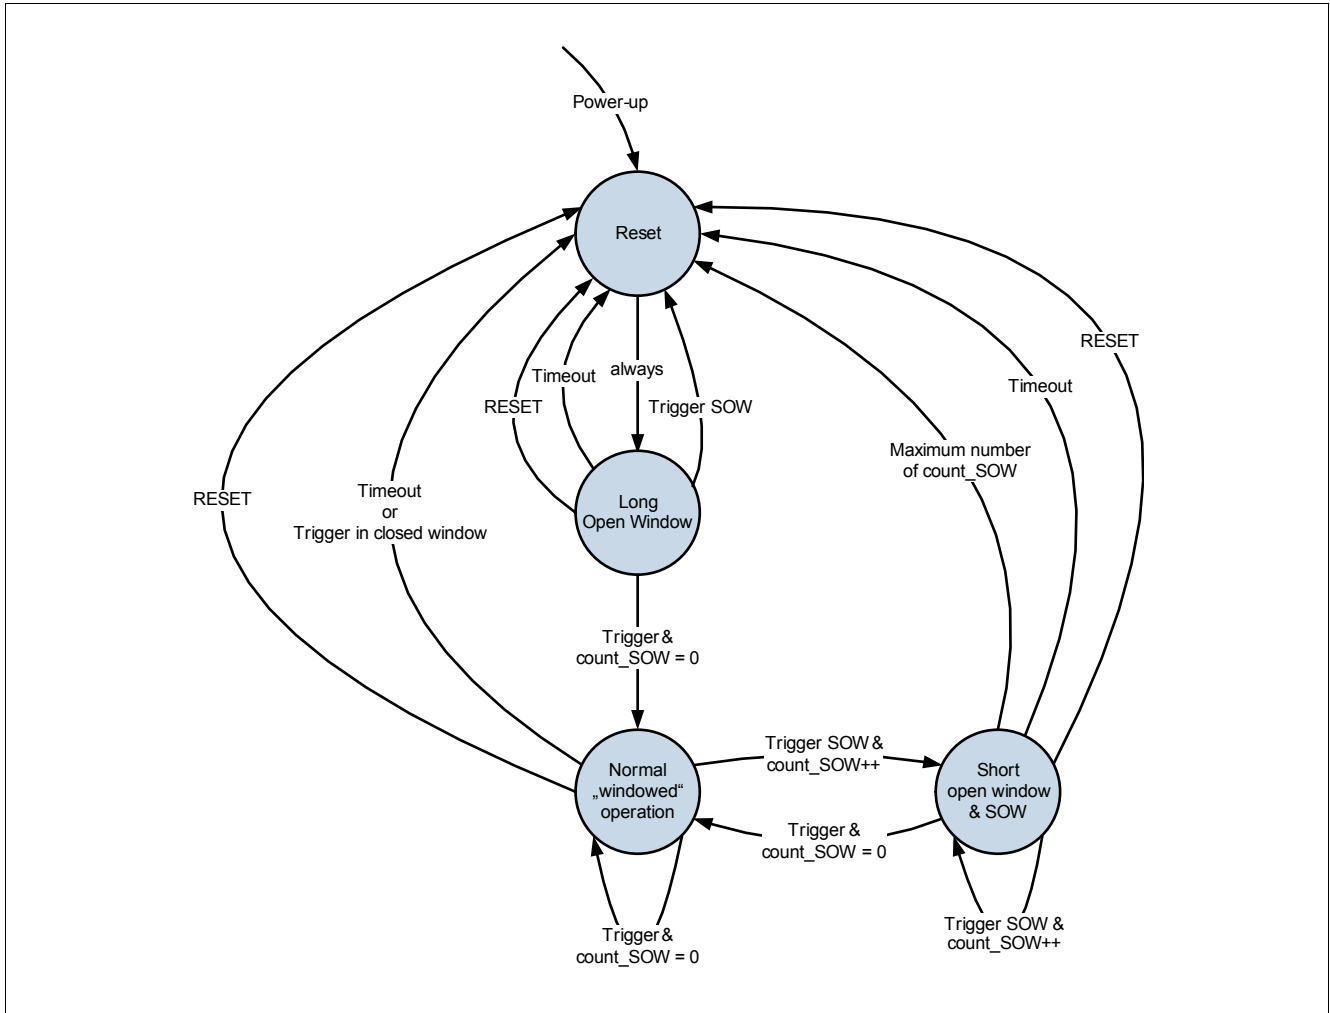 Power-up
Reset
RESET
Timeout
always
Timeout
RESET
Trigger SOW
Maximum number
of count_SOW
RESET
Timeout
or
Trigger in closed window
Long
Open Window
Trigger &
count_SOW = 0
Normal
„windowed“
operation
Trigger SOW &
count_SOW++
Short
open window
& SOW
Trigger &
count_SOW = 0
Trigger &
count_SOW = 0
Trigger SOW &
count_SOW++